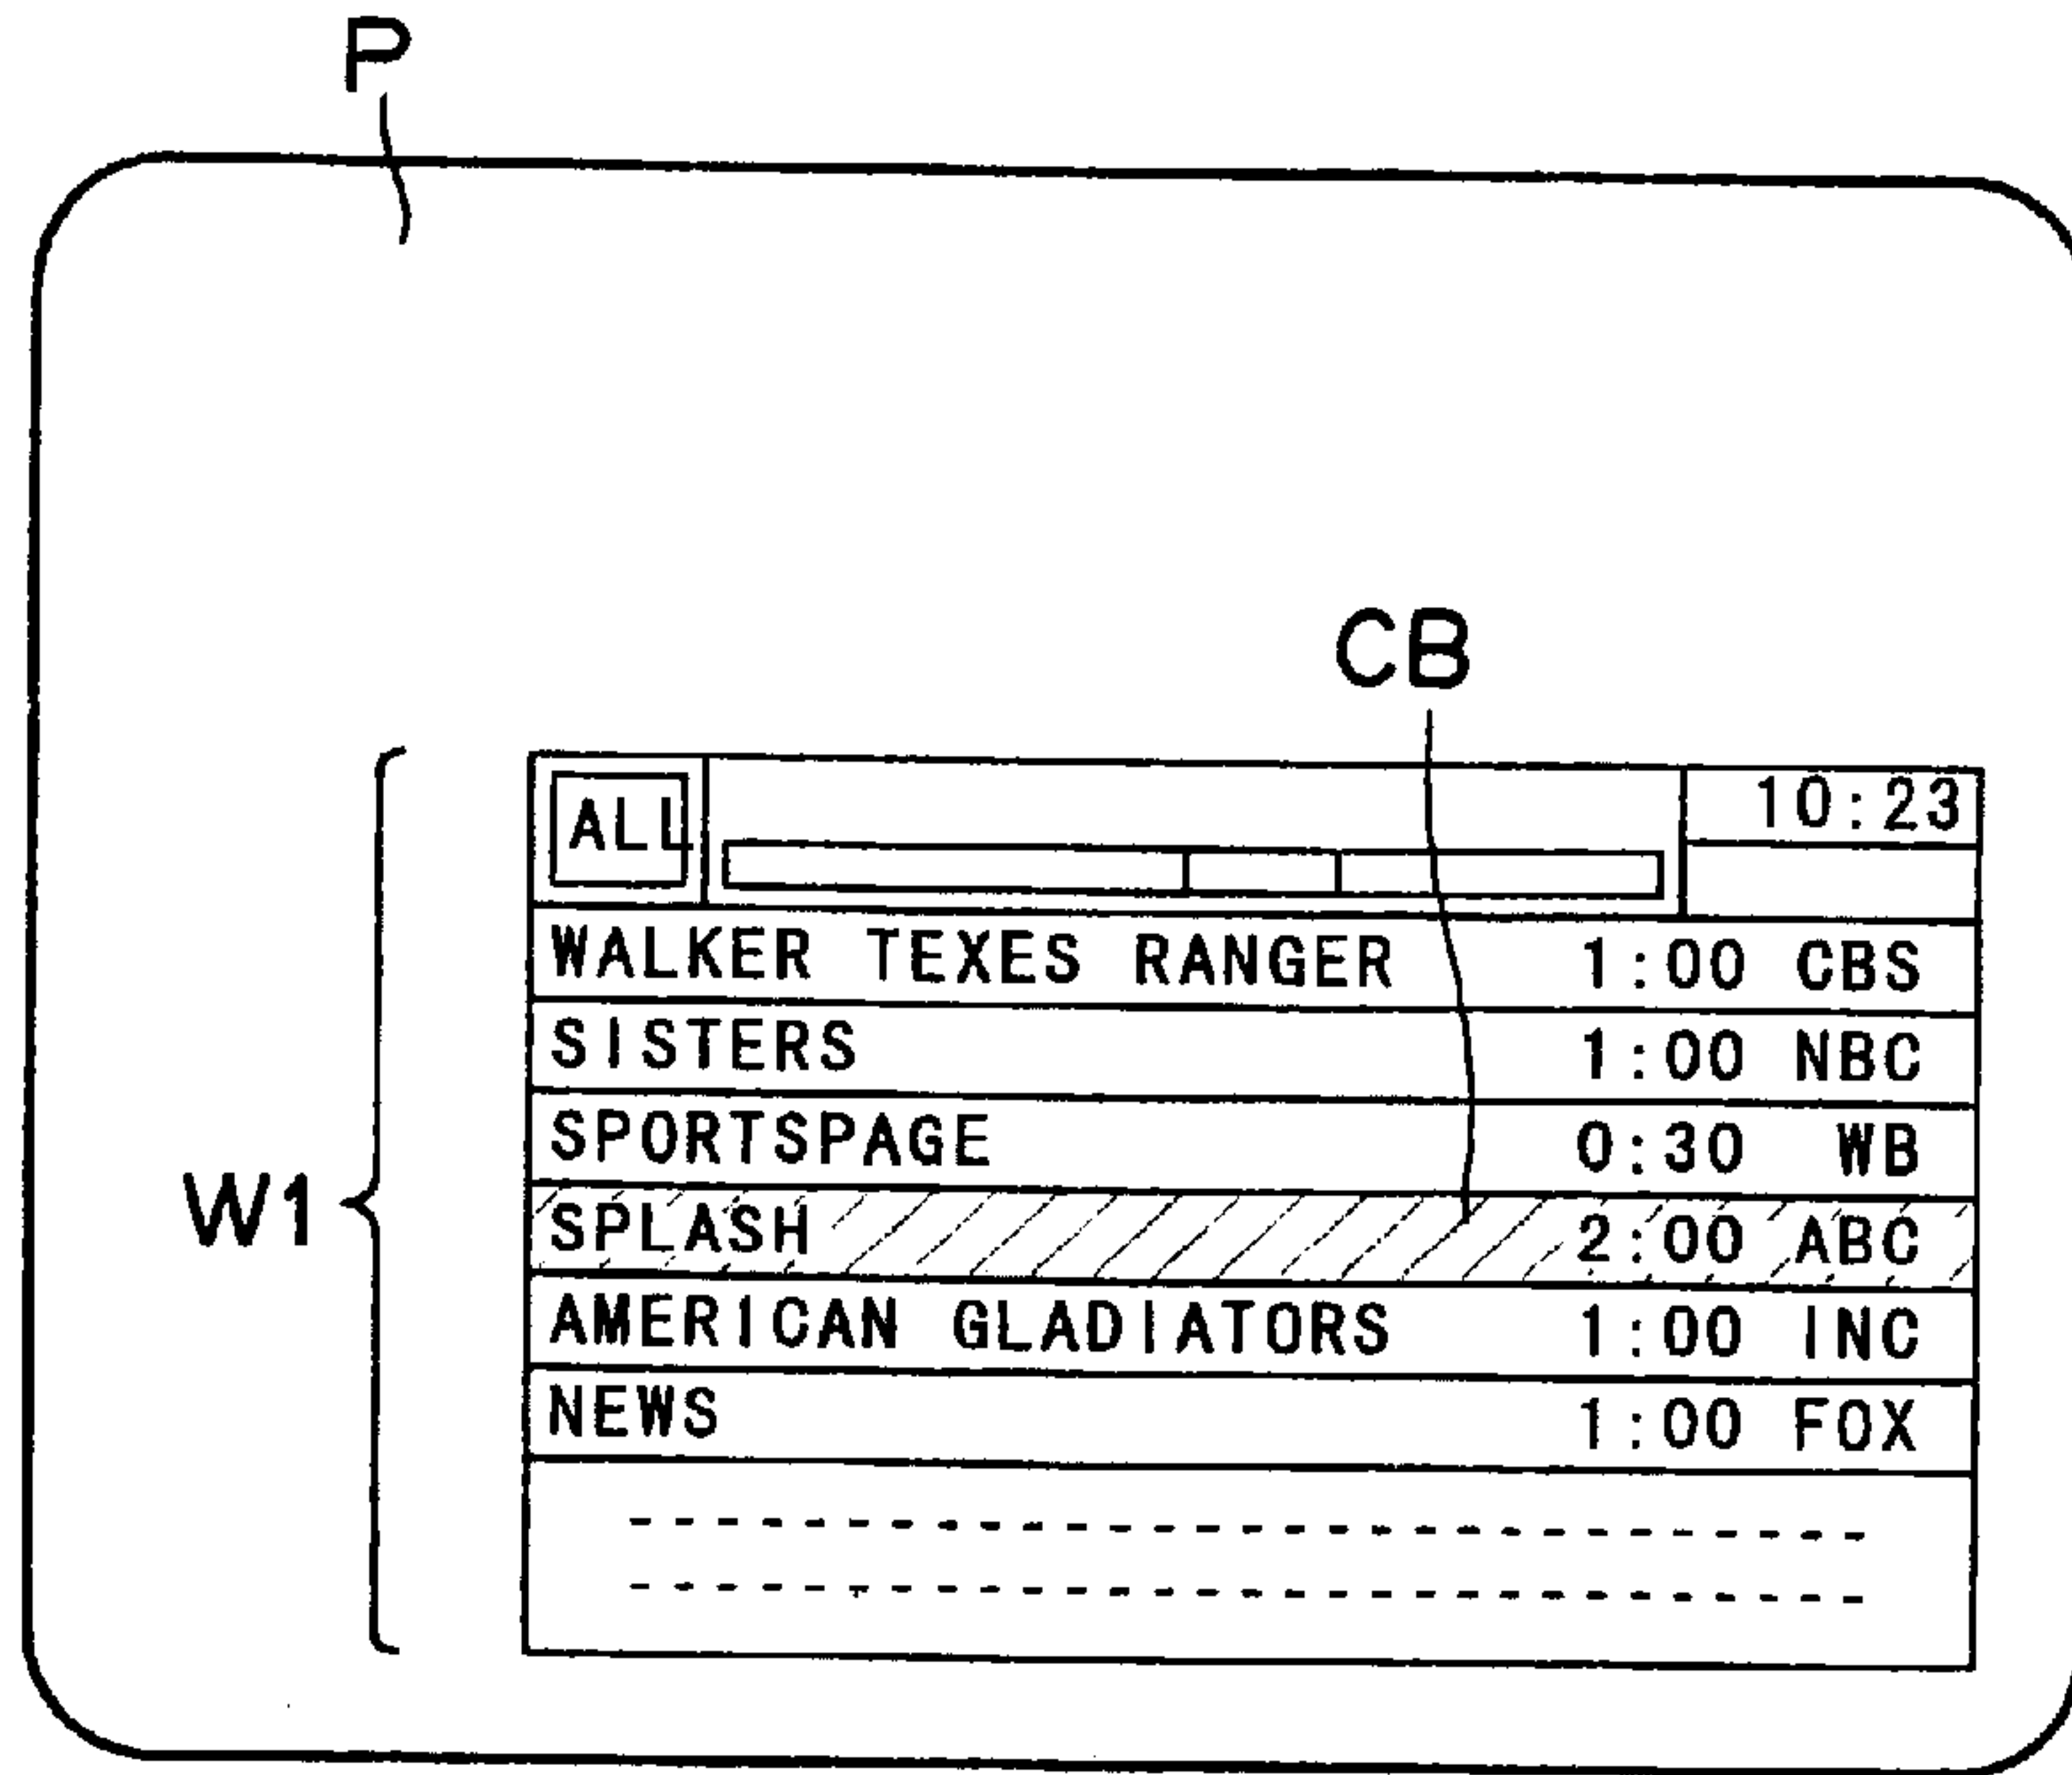 P
CB
W1
ALL
10:23
WALKER TEXES RANGER 1:00 CBS
SISTERS 1:00 NBC
SPORTSPAGE 0:30 WB
SPLASH 2:00 ABC
AMERICAN GLADIATORS 1:00 INC
NEWS 1:00 FOX